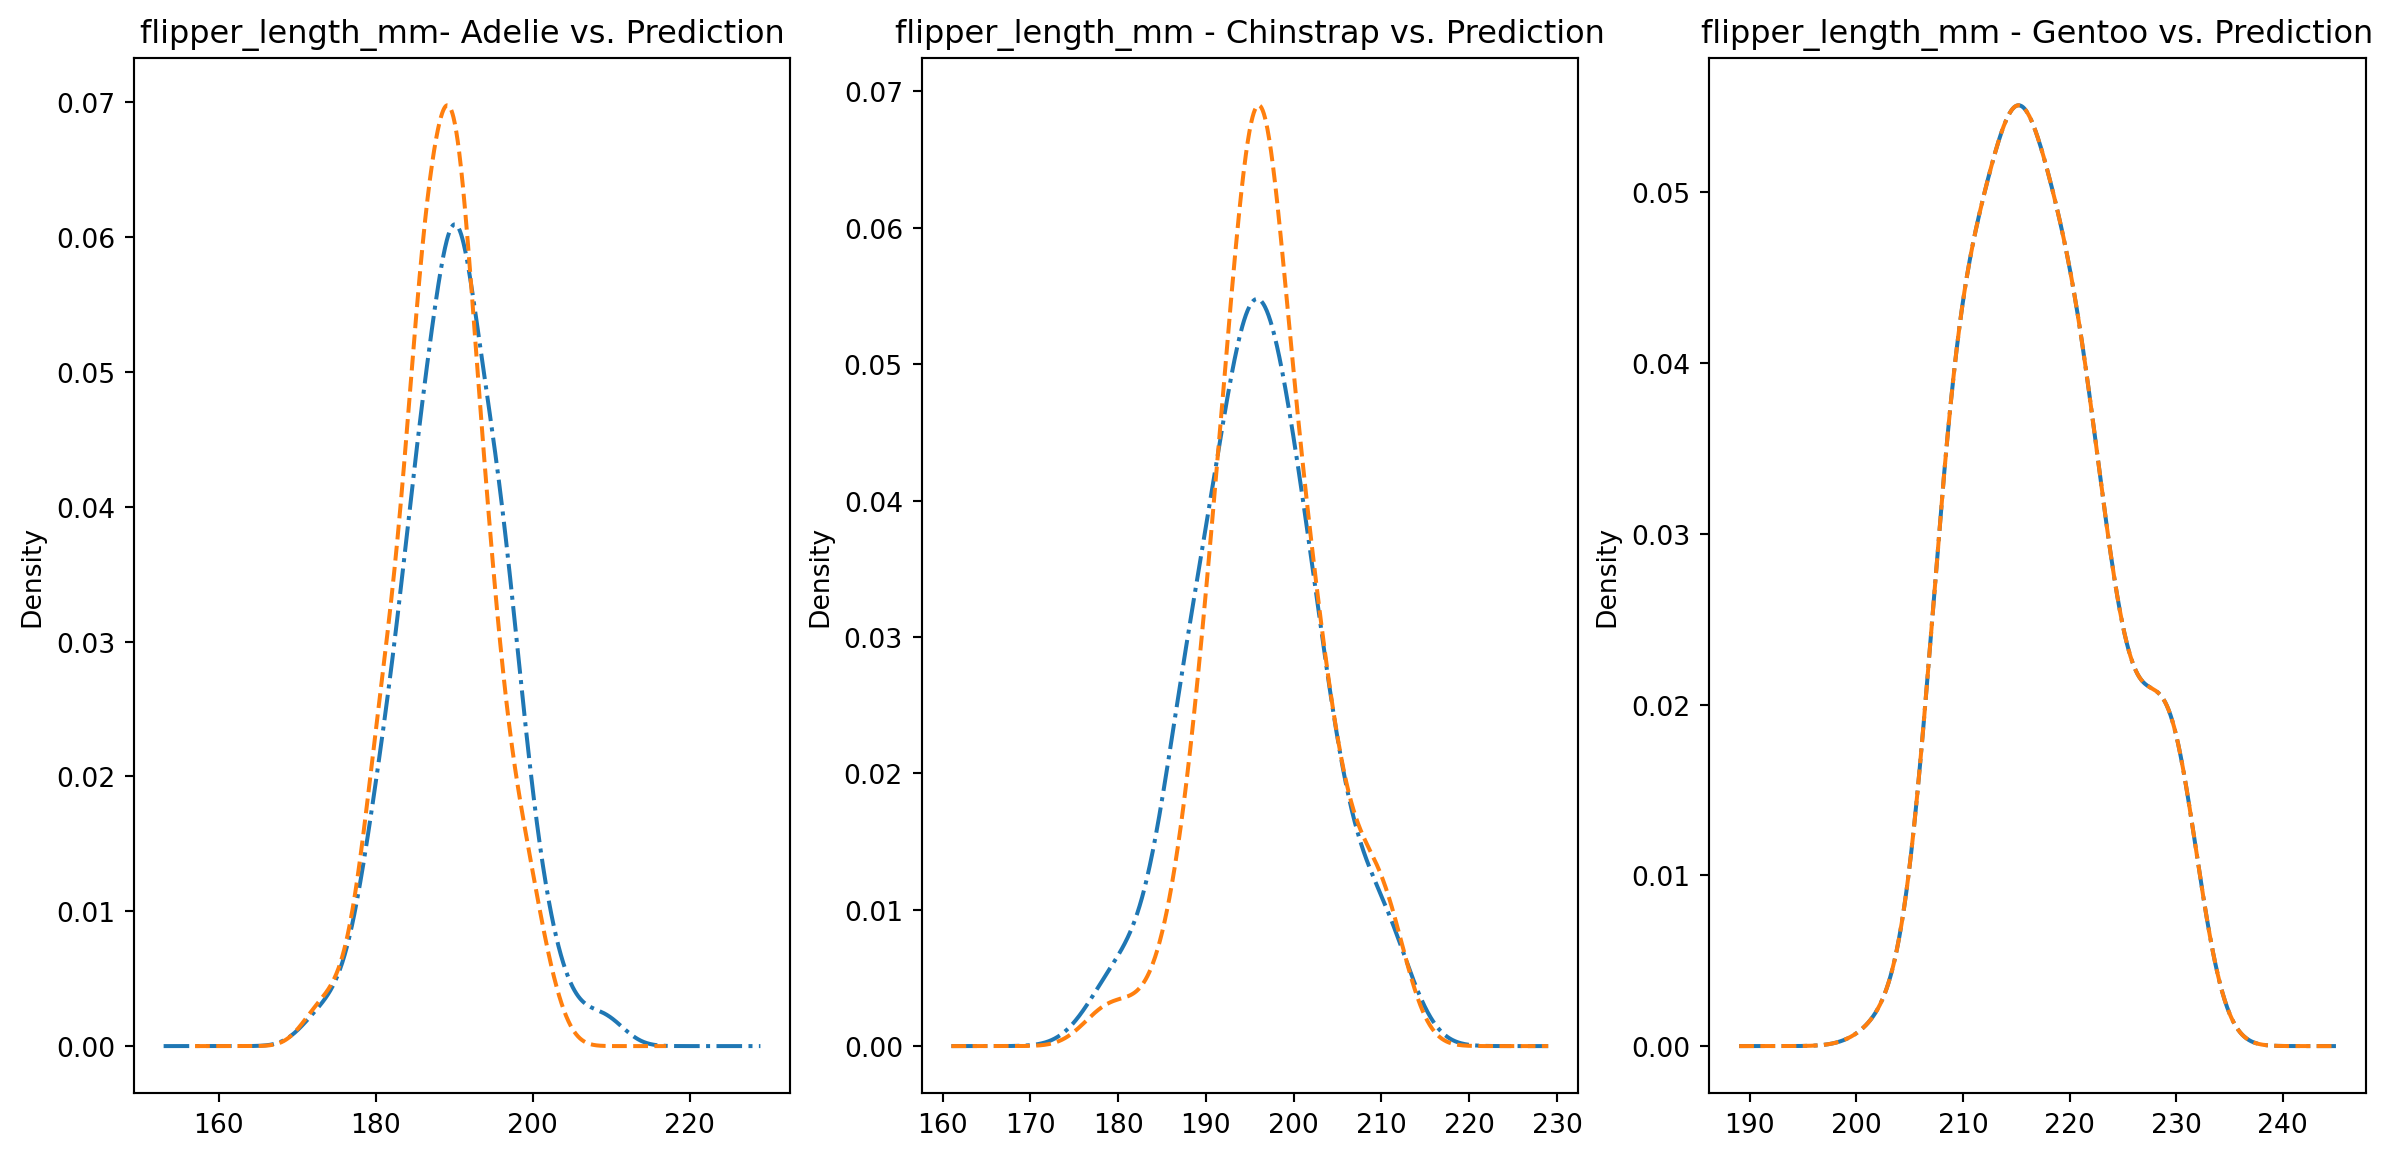 flipper_length_mm- Adelie vs. Prediction
0.07
0.06
0.05
0.04
0.03
0.02
0.01
0.00
Density
160 180 200 220
flipper_length_mm - Chinstrap vs. Prediction
0.07
0.06
0.05
0.04
0.03
0.02
0.01
0.00
Density
160 170 180 190 200 210 220 230
flipper_length_mm - Gentoo vs. Prediction
0.05
0.04
0.03
0.02
0.01
0.00
Density
190 200 210 220 230 240